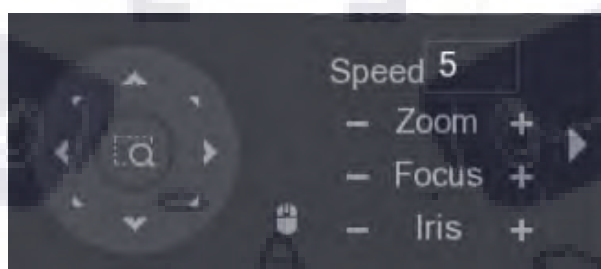 Speed 5
- Zoom +
- Focus +
- Iris +